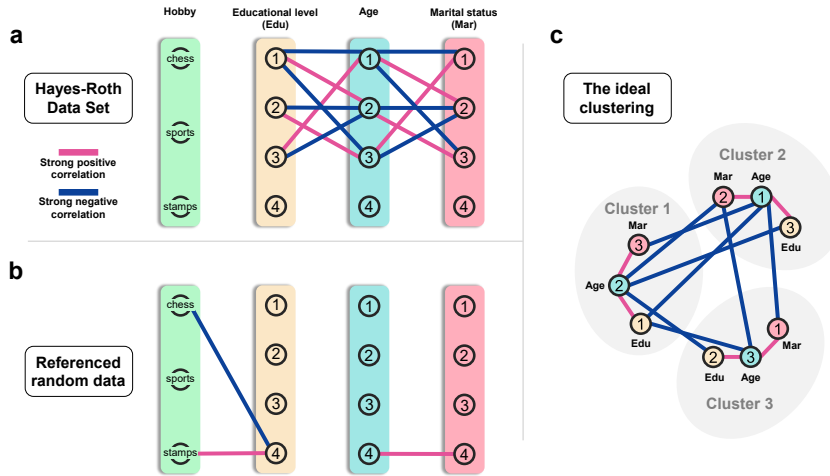 Hobby
Educational level
(Edu)
Age
Marital status
(Mar)
a
Hayes-Roth
Data Set
Strong positive
correlation
Strong negative
correlation
chess
sports
stamps
1
2
3
4
1
2
3
4
1
2
3
4
b
Referenced
random data
chess
sports
stamps
1
2
3
4
1
2
3
4
1
2
3
4
c
The ideal
clustering
Cluster 2
Mar
Age
2
1
3
Edu
Cluster 1
Mar
3
Age
2
1
Edu
1
Mar
2
3
Edu
Age
Cluster 3